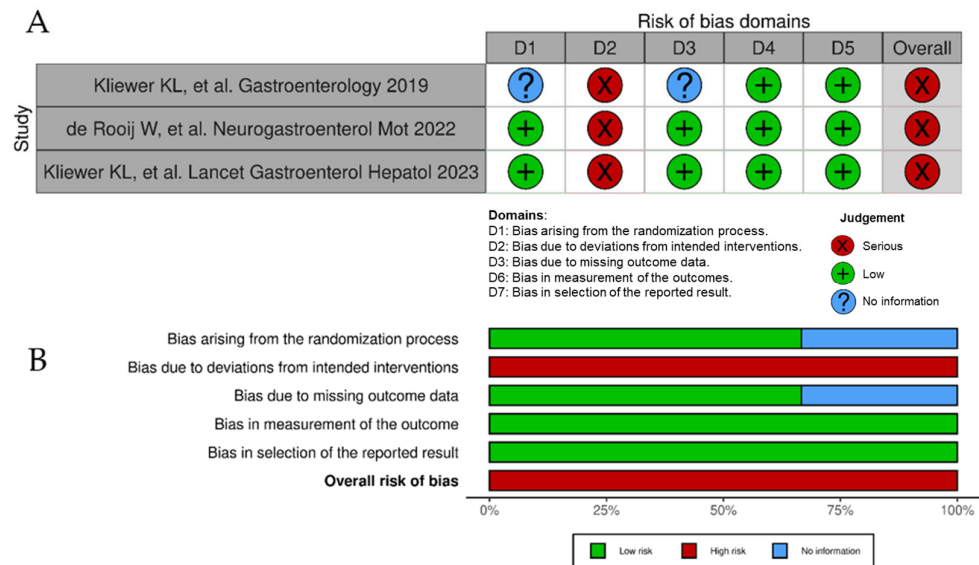 A
Risk of bias domains
D1 D2 D3 D4 D5 Overall
Study
Kliewer KL, et al. Gastroenterology 2019 ? X ? + + X
de Rooij W, et al. Neurogastroenterol Mot 2022 + X + + + X
Kliewer KL, et al. Lancet Gastroenterol Hepatol 2023 + X + + + X
Domains:
D1: Bias arising from the randomization process.
D2: Bias due to deviations from intended interventions.
D3: Bias due to missing outcome data.
D6: Bias in measurement of the outcomes.
D7: Bias in selection of the reported result.
Judgement
X Serious
+ Low
? No information
B
Bias arising from the randomization process
Bias due to deviations from intended interventions
Bias due to missing outcome data
Bias in measurement of the outcome
Bias in selection of the reported result
Overall risk of bias
0% 25% 50% 75% 100%
Low risk High risk No information